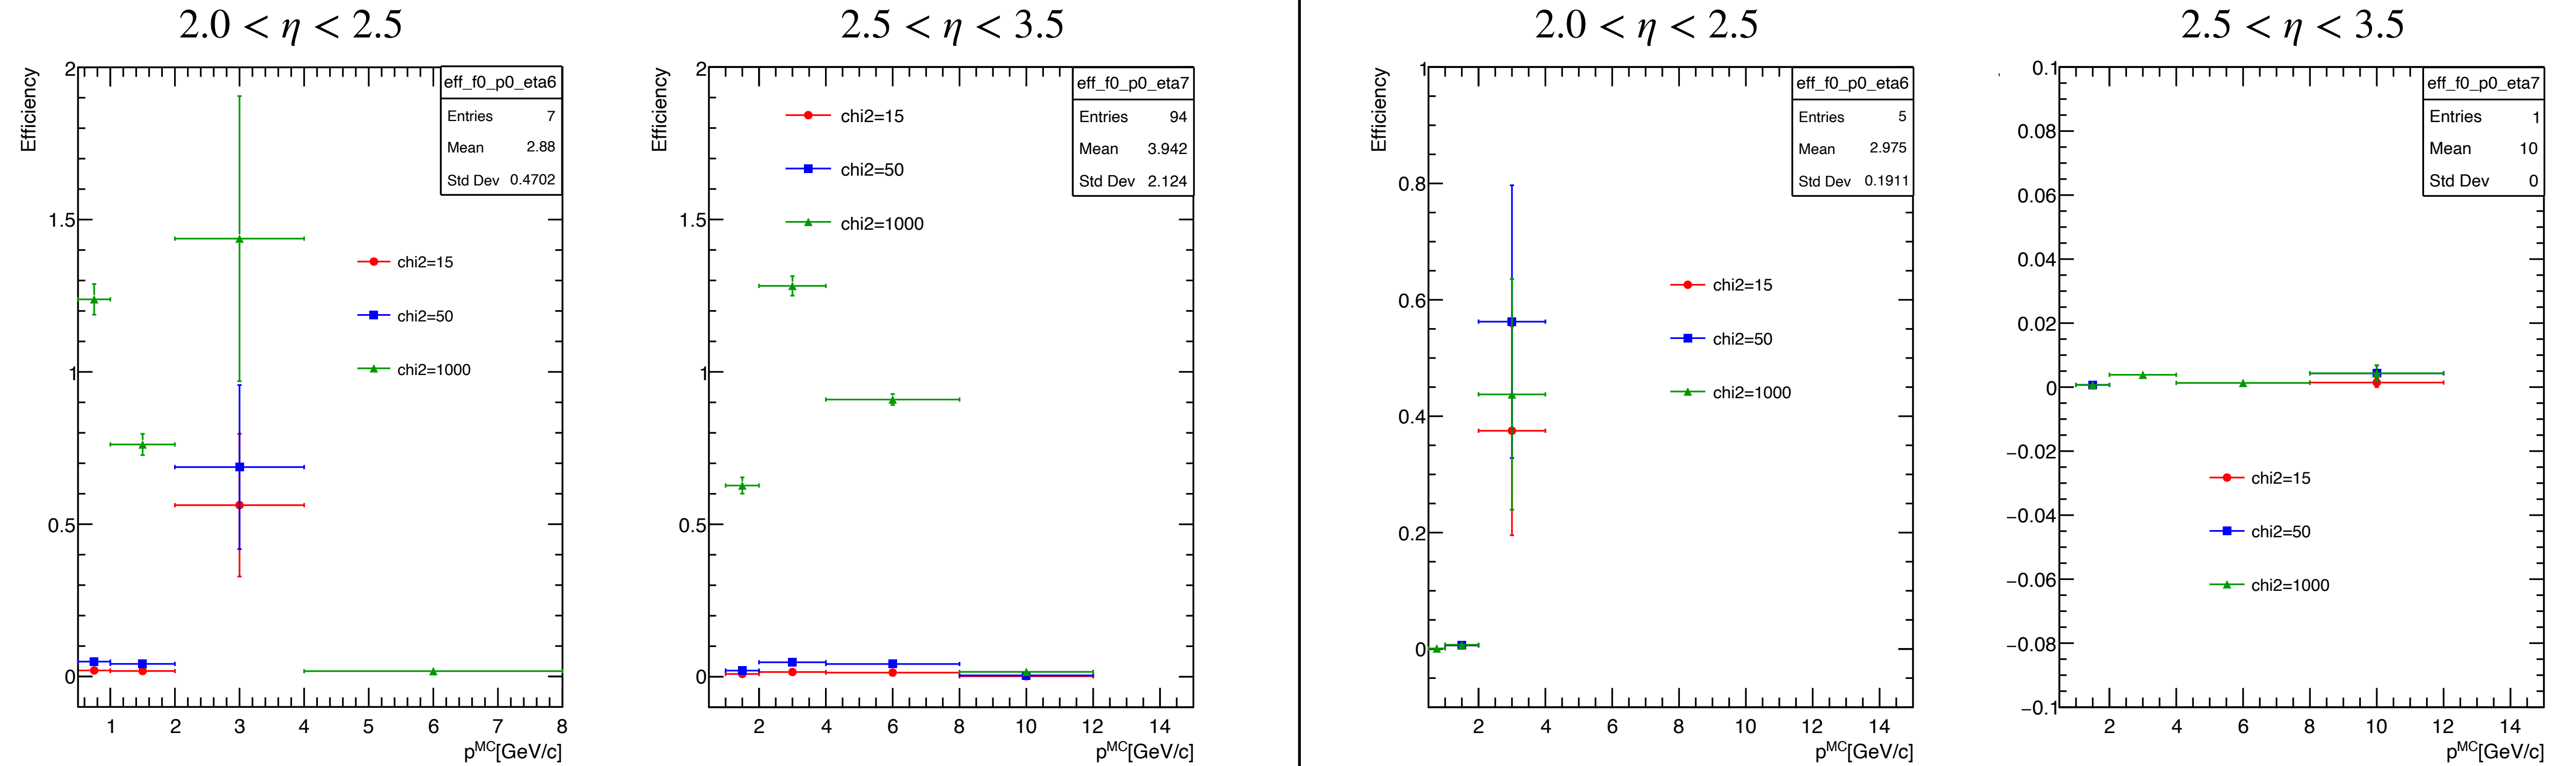 2.0 < η < 2.5
Efficiency
2
1.5
1
0.5
0
eff_f0_p0_eta6
Entries 7
Mean 2.88
Std Dev 0.4702
chi2=15
chi2=50
chi2=1000
1 2 3 4 5 6 7 8
p^MC[GeV/c]
2.5 < η < 3.5
Efficiency
2
1.5
1
0.5
0
eff_f0_p0_eta7
Entries 94
Mean 3.942
Std Dev 2.124
chi2=15
chi2=50
chi2=1000
2 4 6 8 10 12 14
p^MC[GeV/c]
2.0 < η < 2.5
Efficiency
1
0.8
0.6
0.4
0.2
0
eff_f0_p0_eta6
Entries 5
Mean 2.975
Std Dev 0.1911
chi2=15
chi2=50
chi2=1000
2 4 6 8 10 12 14
p^MC[GeV/c]
2.5 < η < 3.5
0.1
0.08
0.06
0.04
0.02
0
−0.02
−0.04
−0.06
−0.08
−0.1
eff_f0_p0_eta7
Entries 1
Mean 10
Std Dev 0
chi2=15
chi2=50
chi2=1000
2 4 6 8 10 12 14
p^MC[GeV/c]